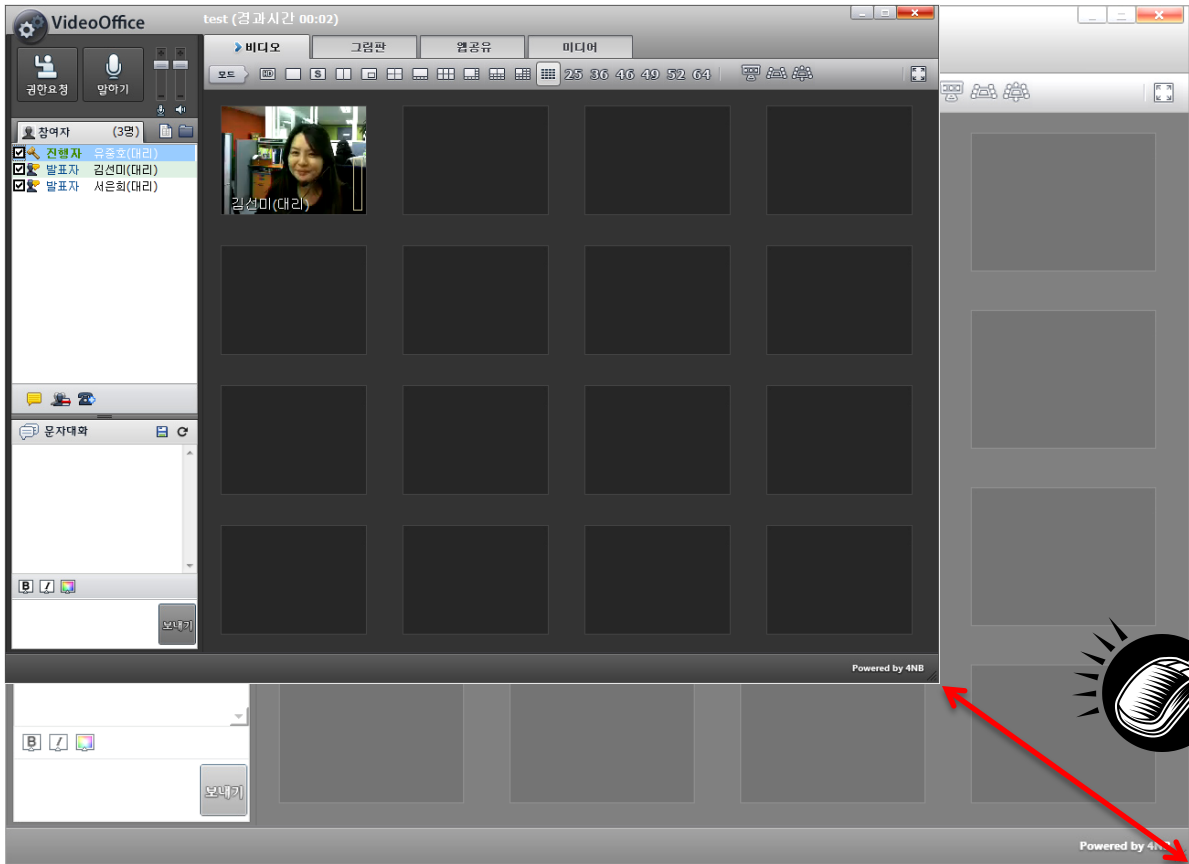 VideoOffice
test (경과시간 00:02)
비디오
그림판
앱공유
미디어
모드
3D
S
25 36 46 49 52 64
권한요청
말하기
참여자 (3명)
진행자 유중호(대리)
발표자 김선미(대리)
발표자 서은희(대리)
김선미(대리)
문자대화
B I
보내기
Powered by 4NB
B I
보내기
Powered by 4NB